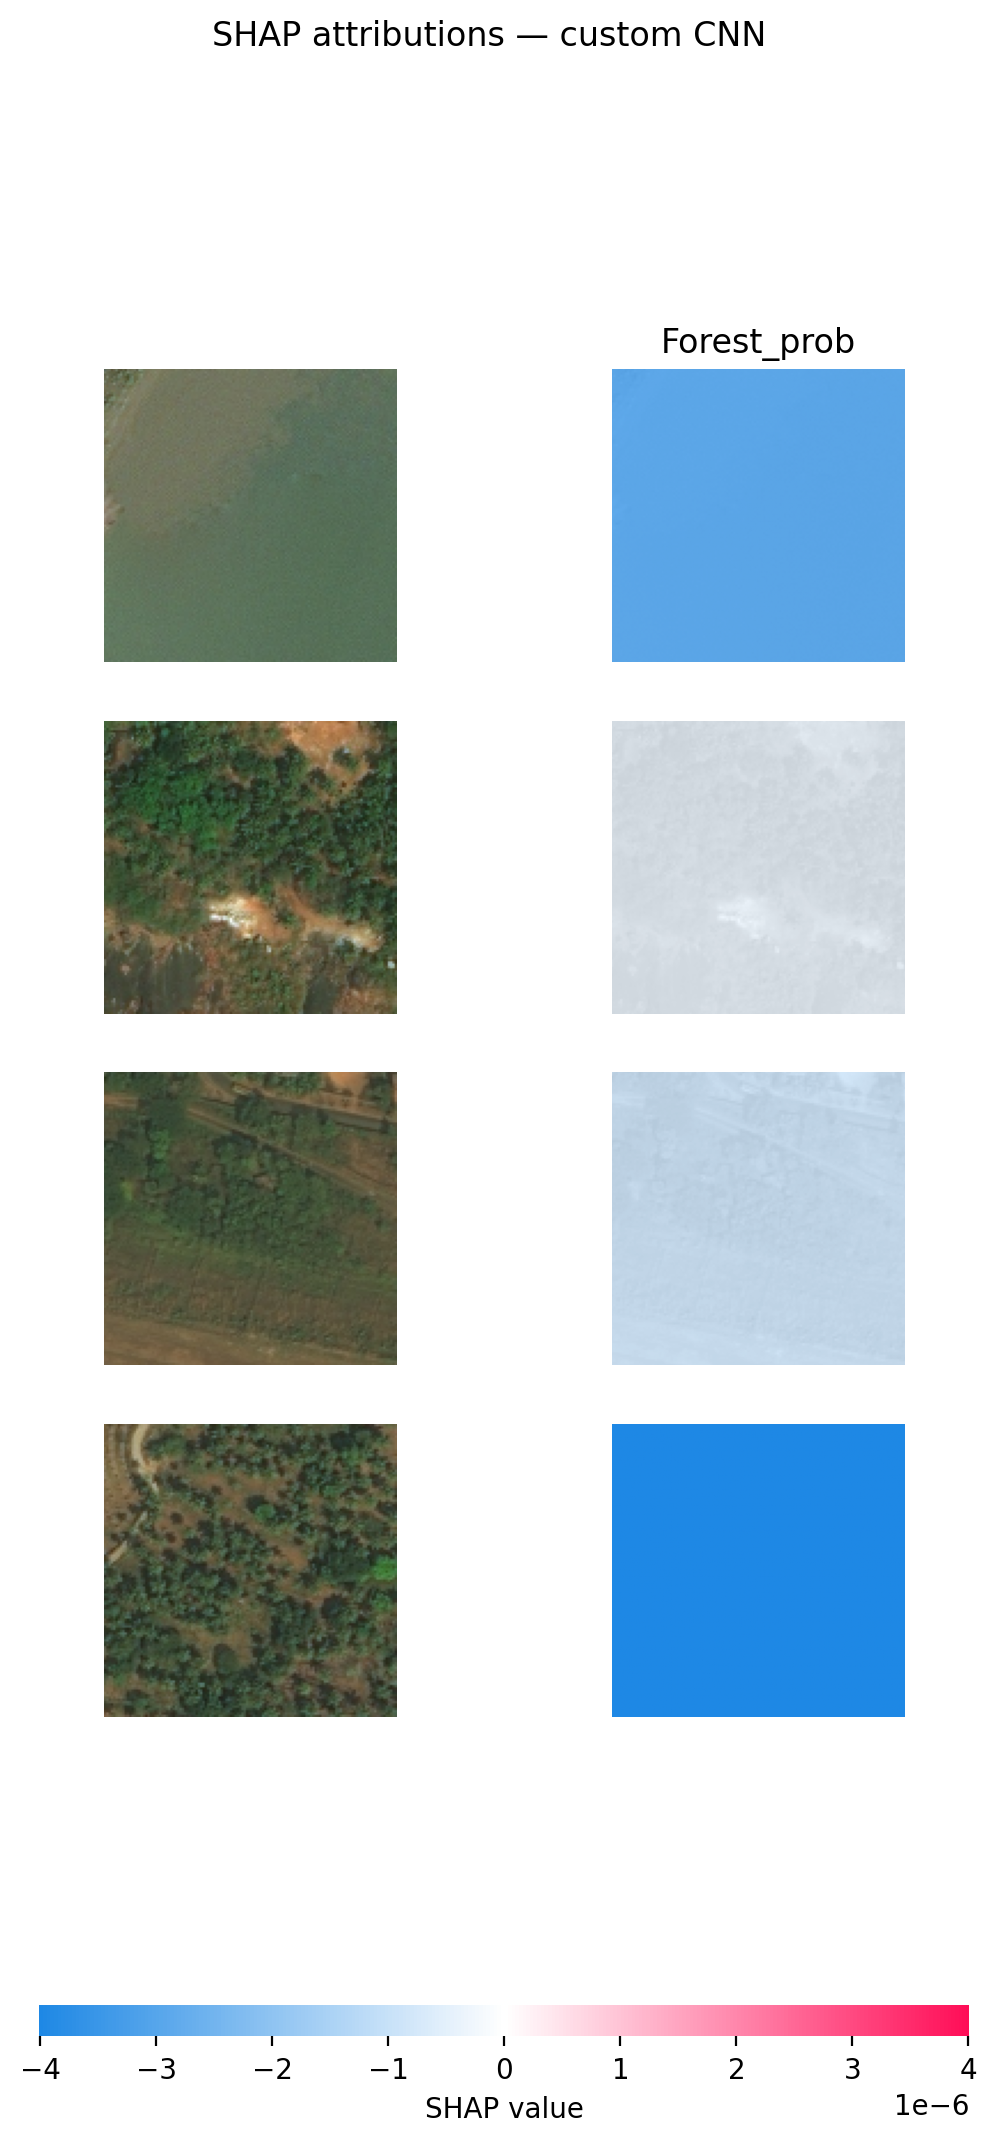 SHAP attributions — custom CNN
Forest_prob
−4 −3 −2 −1 0 1 2 3 4
1e−6
SHAP value